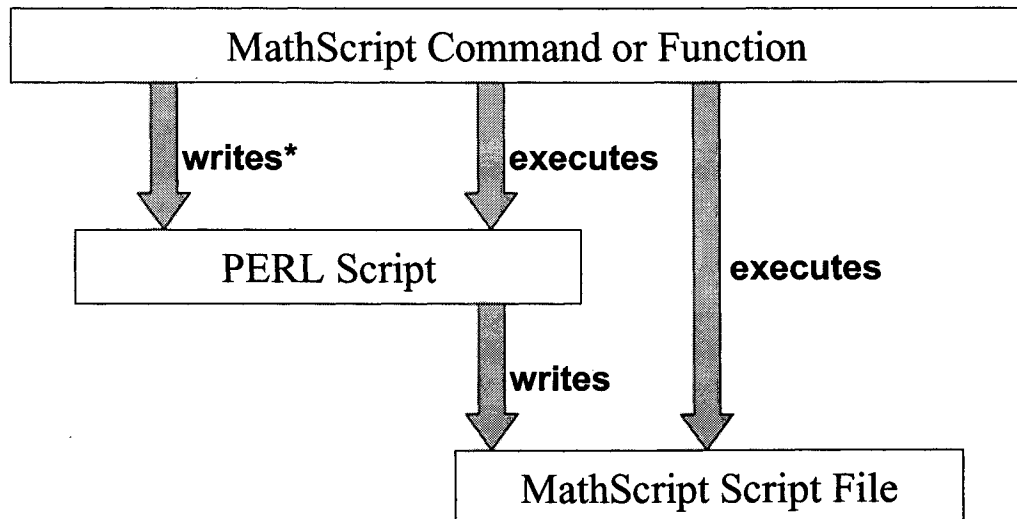 MathScript Command or Function
writes*
executes
PERL Script
executes
writes
MathScript Script File